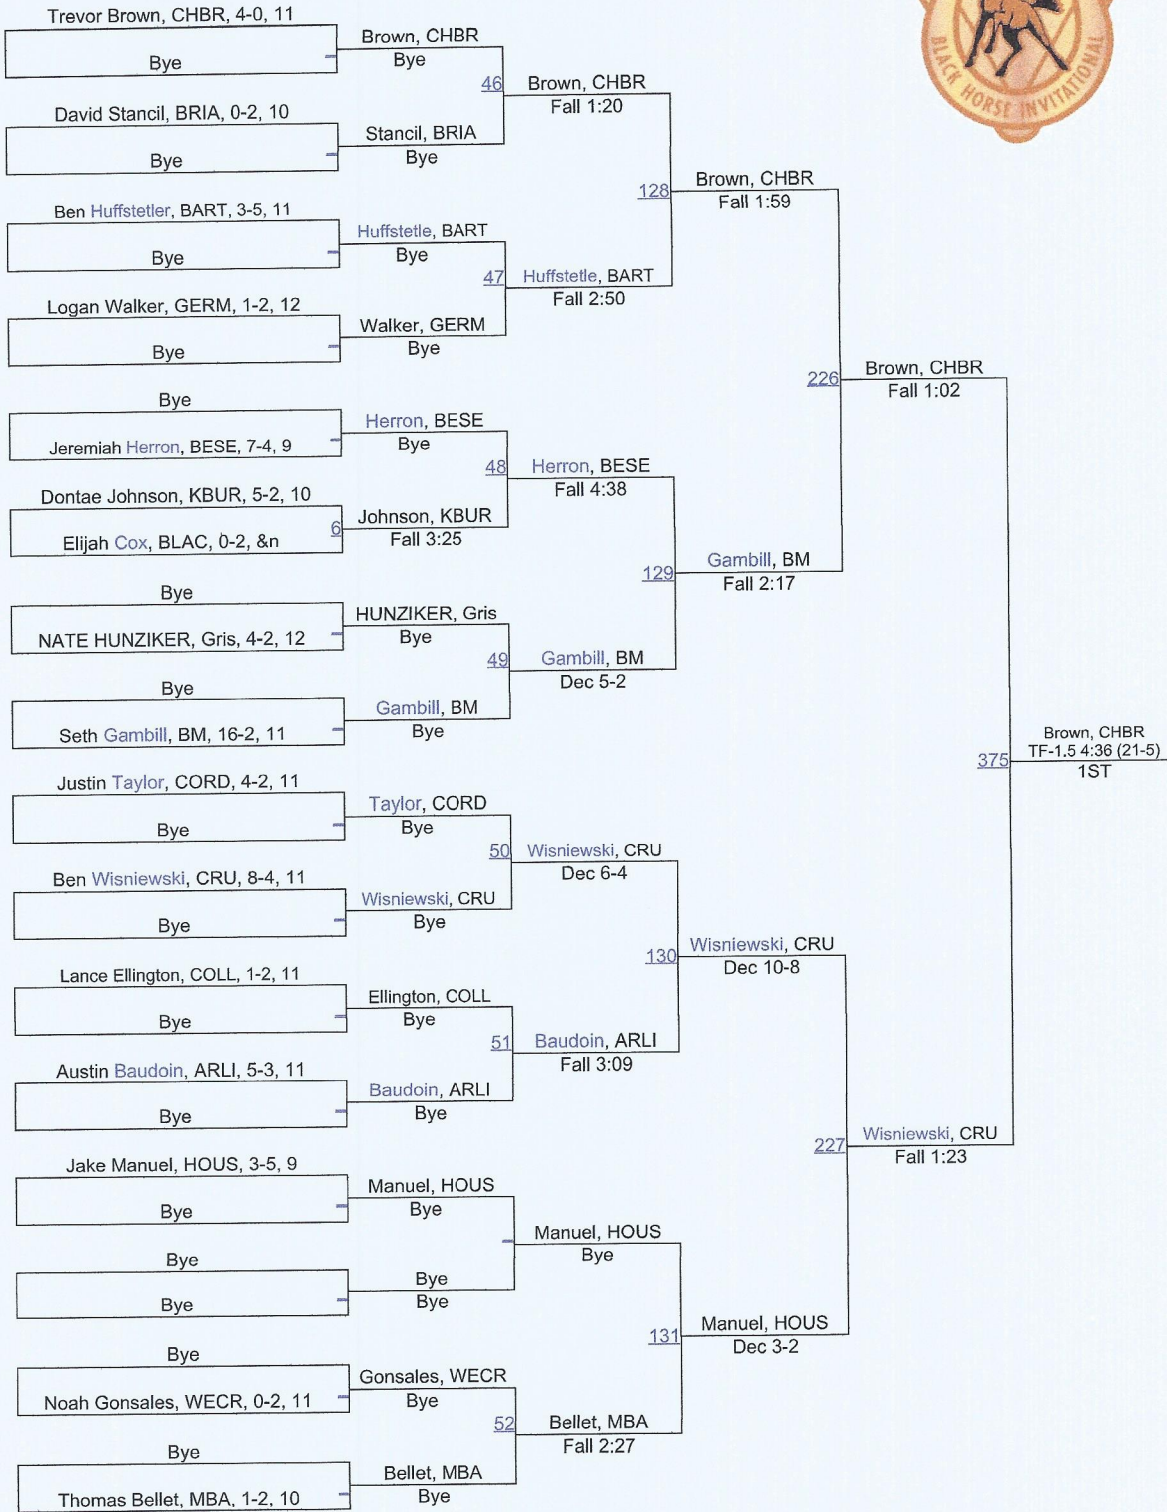 BLACK HORSE INVITATIONAL
Trevor Brown, CHBR, 4-0, 11
Bye
David Stancil, BRIA, 0-2, 10
Bye
Ben Huffstetler, BART, 3-5, 11
Bye
Logan Walker, GERM, 1-2, 12
Bye
Bye
Jeremiah Herron, BESE, 7-4, 9
Dontae Johnson, KBUR, 5-2, 10
6
Elijah Cox, BLAC, 0-2, &n
Bye
NATE HUNZIKER, Gris, 4-2, 12
Bye
Seth Gambill, BM, 16-2, 11
Justin Taylor, CORD, 4-2, 11
Bye
Ben Wisniewski, CRU, 8-4, 11
Bye
Lance Ellington, COLL, 1-2, 11
Bye
Austin Baudoin, ARLI, 5-3, 11
Bye
Jake Manuel, HOUS, 3-5, 9
Bye
Bye
Bye
Bye
Noah Gonsales, WECR, 0-2, 11
Bye
Thomas Bellet, MBA, 1-2, 10
Brown, CHBR
Bye
46
Stancil, BRIA
Bye
Huffstetle, BART
Bye
47
Walker, GERM
Bye
Herron, BESE
Bye
48
Johnson, KBUR
Fall 3:25
HUNZIKER, Gris
Bye
49
Gambill, BM
Bye
Taylor, CORD
Bye
50
Wisniewski, CRU
Bye
Ellington, COLL
Bye
51
Baudoin, ARLI
Bye
Manuel, HOUS
Bye
Bye
Bye
Gonsales, WECR
Bye
52
Bellet, MBA
Bye
Brown, CHBR
Fall 1:20
128
Huffstetle, BART
Fall 2:50
Herron, BESE
Fall 4:38
129
Gambill, BM
Dec 5-2
Wisniewski, CRU
Dec 6-4
130
Baudoin, ARLI
Fall 3:09
Manuel, HOUS
Bye
131
Bellet, MBA
Fall 2:27
Brown, CHBR
Fall 1:59
226
Gambill, BM
Fall 2:17
Wisniewski, CRU
Dec 10-8
227
Manuel, HOUS
Dec 3-2
Brown, CHBR
Fall 1:02
375
Wisniewski, CRU
Fall 1:23
Brown, CHBR
TF-1.5 4:36 (21-5)
1ST